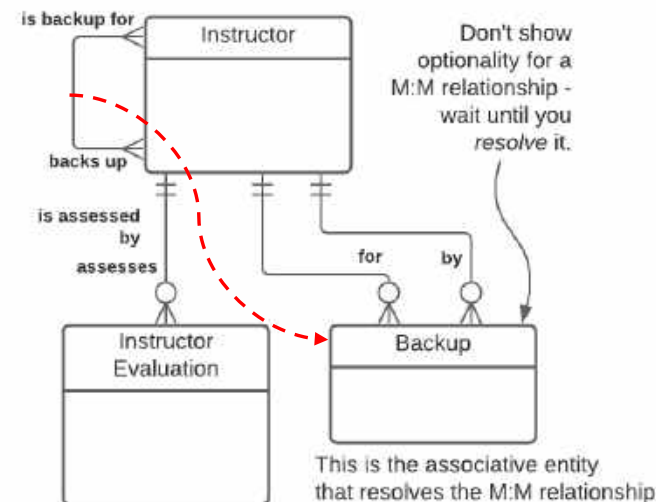 is backup for
Instructor
Don't show
optionality for a
M:M relationship -
wait until you
resolve it.
backs up
is assessed
by
assesses
for
by
Instructor
Evaluation
Backup
This is the associative entity
that resolves the M:M relationship